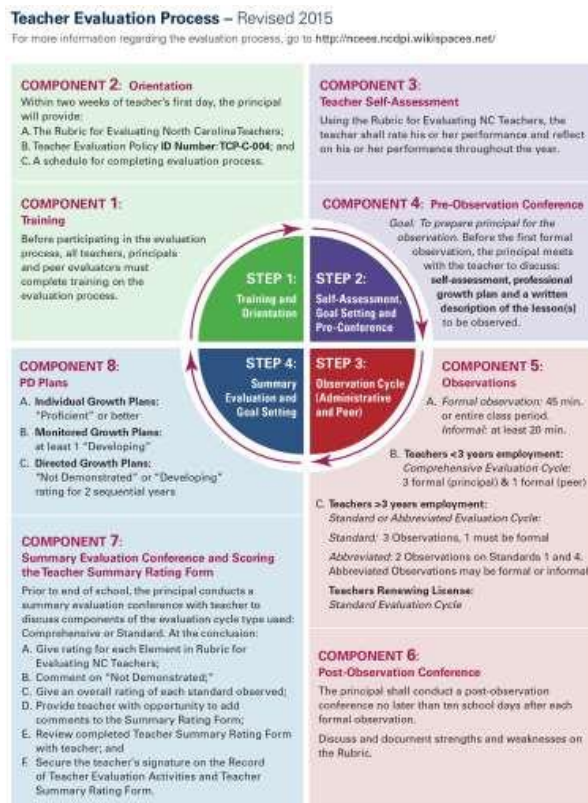 Teacher Evaluation Process – Revised 2015
For more information regarding the evaluation process, go to http://ncees.ncdpi.wikispaces.net/
COMPONENT 2: Orientation
Within two weeks of teacher's first day, the principal
will provide:
A. The Rubric for Evaluating North Carolina Teachers;
B. Teacher Evaluation Policy ID Number: TCP-C-004; and
C. A schedule for completing evaluation process.
COMPONENT 1:
Training
Before participating in the evaluation
process, all teachers, principals
and peer evaluators must
complete training on the
evaluation process.
COMPONENT 3:
Teacher Self-Assessment
Using the Rubric for Evaluating NC Teachers, the
teacher shall rate his or her performance and reflect
on his or her performance throughout the year.
COMPONENT 4: Pre-Observation Conference
Goal: To prepare principal for the
observation. Before the first formal
observation, the principal meets
with the teacher to discuss:
self-assessment, professional
growth plan and a written
description of the lesson(s)
to be observed.
STEP 1:
Training and
Orientation
STEP 2:
Self-Assessment,
Goal Setting and
Pre-Conference
STEP 4:
Summary
Evaluation and
Goal Setting
STEP 3:
Observation Cycle
(Administrative
and Peer)
COMPONENT 8:
PD Plans
A. Individual Growth Plans:
"Proficient" or better
B. Monitored Growth Plans:
at least 1 "Developing"
C. Directed Growth Plans:
"Not Demonstrated" or "Developing"
rating for 2 sequential years
COMPONENT 5:
Observations
A. Formal observation: 45 min.
or entire class period.
Informal: at least 20 min.
B. Teachers <3 years employment:
Comprehensive Evaluation Cycle:
3 formal (principal) & 1 formal (peer)
C. Teachers >3 years employment:
Standard or Abbreviated Evaluation Cycle:
Standard: 3 Observations, 1 must be formal
Abbreviated: 2 Observations on Standards 1 and 4.
Abbreviated Observations may be formal or informal
Teachers Renewing License:
Standard Evaluation Cycle
COMPONENT 7:
Summary Evaluation Conference and Scoring
the Teacher Summary Rating Form
Prior to end of school, the principal conducts a
summary evaluation conference with teacher to
discuss components of the evaluation cycle type used:
Comprehensive or Standard. At the conclusion:
A. Give rating for each Element in Rubric for
Evaluating NC Teachers;
B. Comment on "Not Demonstrated;"
C. Give an overall rating of each standard observed;
D. Provide teacher with opportunity to add
comments to the Summary Rating Form;
E. Review completed Teacher Summary Rating Form
with teacher; and
F. Secure the teacher's signature on the Record
of Teacher Evaluation Activities and Teacher
Summary Rating Form.
COMPONENT 6:
Post-Observation Conference
The principal shall conduct a post-observation
conference no later than ten school days after each
formal observation.
Discuss and document strengths and weaknesses on
the Rubric.